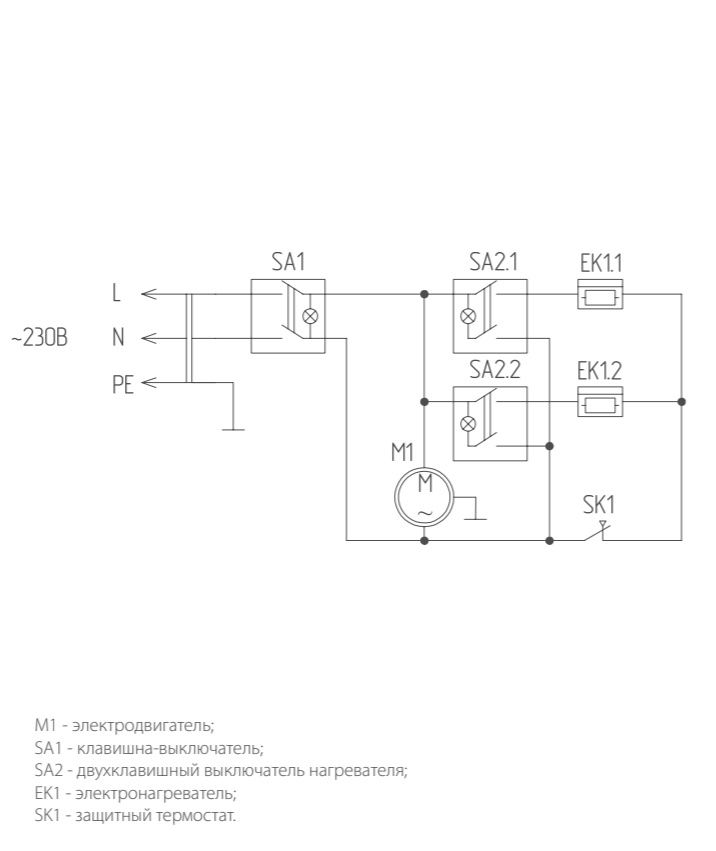 SA1
SA2.1
EK1.1
L
~230В
N
SA2.2
EK1.2
PE
M1
M
~
SK1
M1 - электродвигатель;
SA1 - клавишна-выключатель;
SA2 - двухклавишный выключатель нагревателя;
EK1 - электронагреватель;
SK1 - защитный термостат.